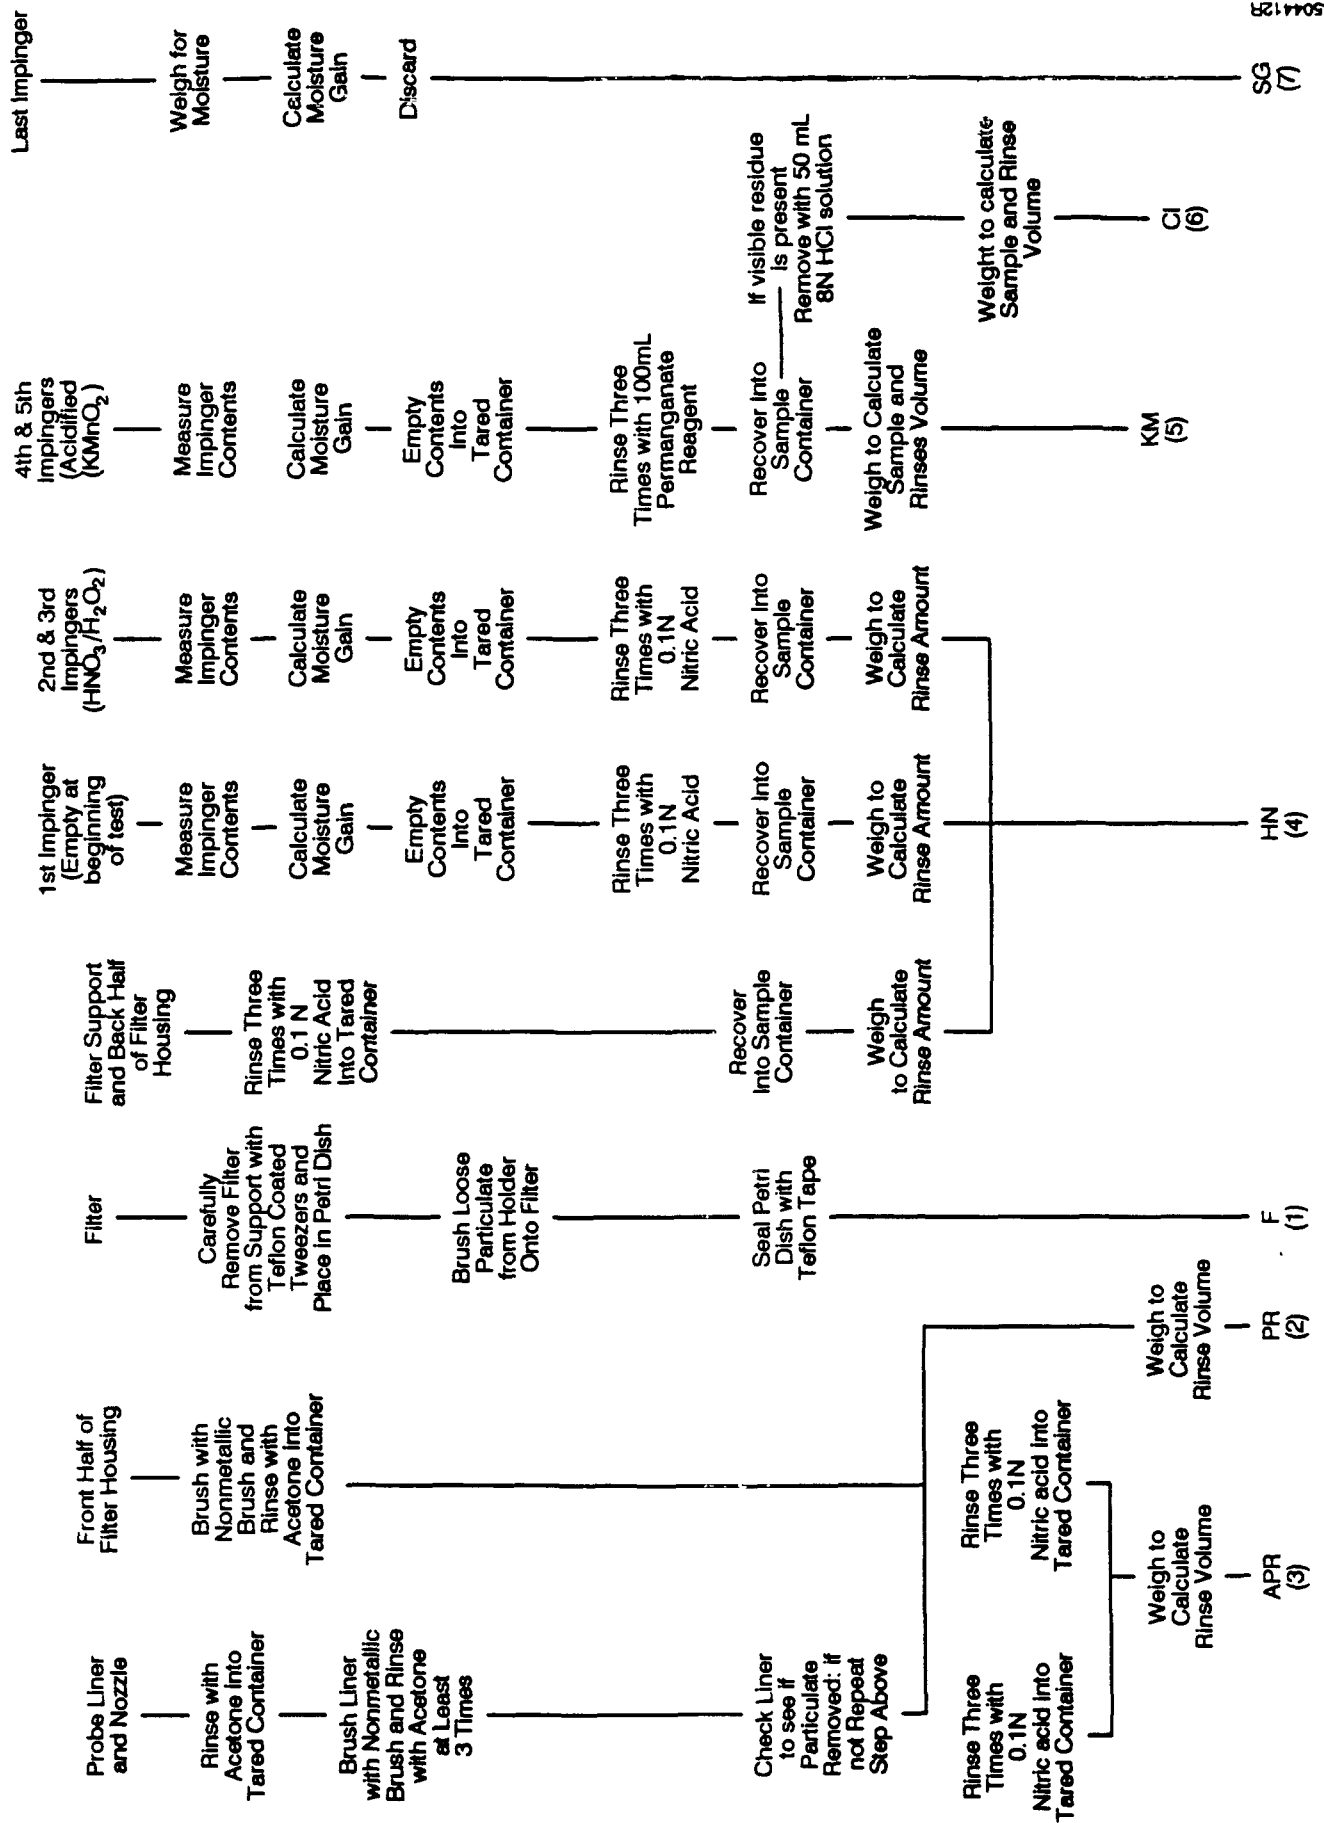 Probe Liner
and Nozzle
Rinse with
Acetone into
Tared Container
Brush Liner
with Nonmetallic
Brush and Rinse
with Acetone
at Least
3 Times
Check Liner
to see if
Particulate
Removed: if
not Repeat
Step Above
Rinse Three
Times with
0.1N
Nitric acid into
Tared Container
Front Half of
Filter Housing
Brush with
Nonmetallic
Brush and
Rinse with
Acetone into
Tared Container
Rinse Three
Times with
0.1N
Nitric acid into
Tared Container
Weigh to
Calculate
Rinse Volume
APR
(3)
Weigh to
Calculate
Rinse Volume
PR
(2)
Filter
Carefully
Remove Filter
from Support with
Teflon Coated
Tweezers and
Place in Petri Dish
Brush Loose
Particulate
from Holder
Onto Filter
Seal Petri
Dish with
Teflon Tape
F
(1)
Filter Support
and Back Half
of Filter
Housing
Rinse Three
Times with
0.1 N
Nitric Acid
Into Tared
Container
Recover
Into Sample
Container
Weigh
to Calculate
Rinse Amount
1st Impinger
(Empty at
beginning
of test)
Measure
Impinger
Contents
Calculate
Moisture
Gain
Empty
Contents
Into
Tared
Container
Rinse Three
Times with
0.1N
Nitric Acid
Recover Into
Sample
Container
Weigh to
Calculate
Rinse Amount
HN
(4)
2nd & 3rd
Impingers
(HNO3/H2O2)
Measure
Impinger
Contents
Calculate
Moisture
Gain
Empty
Contents
Into
Tared
Container
Rinse Three
Times with
0.1N
Nitric Acid
Recover Into
Sample
Container
Weigh to
Calculate
Rinse Amount
4th & 5th
Impingers
(Acidified
(KMnO2)
Measure
Impinger
Contents
Calculate
Moisture
Gain
Empty
Contents
Into
Tared
Container
Rinse Three
Times with 100mL
Permanganate
Reagent
Recover Into
Sample
Container
Weigh to Calculate
Sample and
Rinses Volume
KM
(5)
If visible residue
is present
Remove with 50 mL
8N HCl solution
Weight to calculate
Sample and Rinse
Volume
Cl
(6)
Last Impinger
Weigh for
Moisture
Calculate
Moisture
Gain
Discard
SG
(7)
504412R